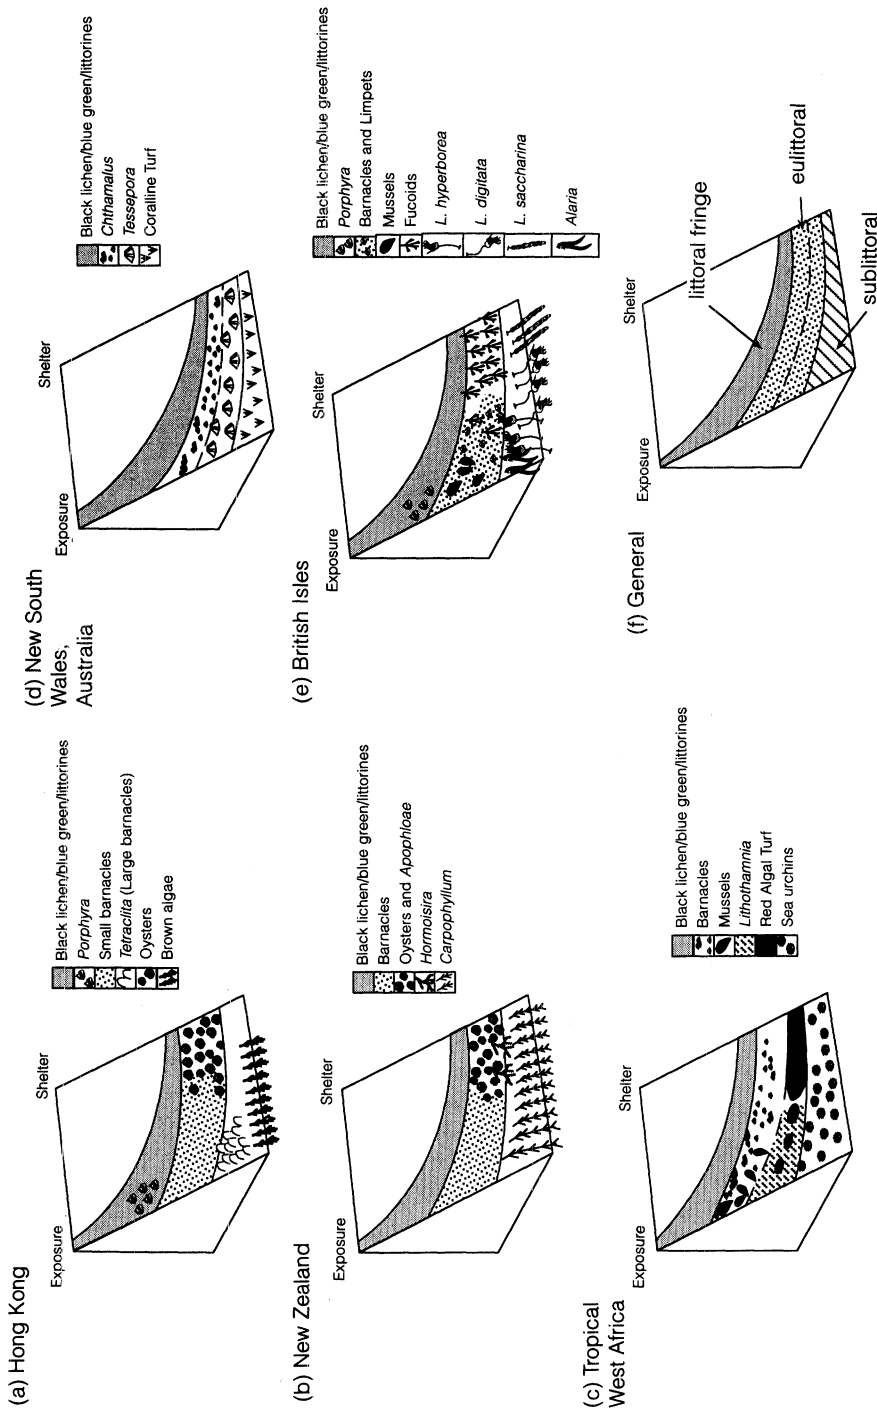 (a) Hong Kong
Exposure
Shelter
Black lichen/blue green/littorines
Porphyra
Small barnacles
Tetraclita (Large barnacles)
Oysters
Brown algae
(b) New Zealand
Exposure
Shelter
Black lichen/blue green/littorines
Barnacles
Oysters and Apophloae
Hormoisira
Carpophyllum
(c) Tropical
West Africa
Exposure
Shelter
Black lichen/blue green/littorines
Barnacles
Mussels
Lithothamnia
Red Algal Turf
Sea urchins
(d) New South
Wales,
Australia
Exposure
Shelter
Black lichen/blue green/littorines
Chthamalus
Tessepora
Coralline Turf
(e) British Isles
Exposure
Shelter
Black lichen/blue green/littorines
Porphyra
Barnacles and Limpets
Mussels
Fucoids
L. hyperborea
L. digitata
L. saccharina
Alaria
(f) General
Exposure
Shelter
littoral fringe
eulittoral
sublittoral